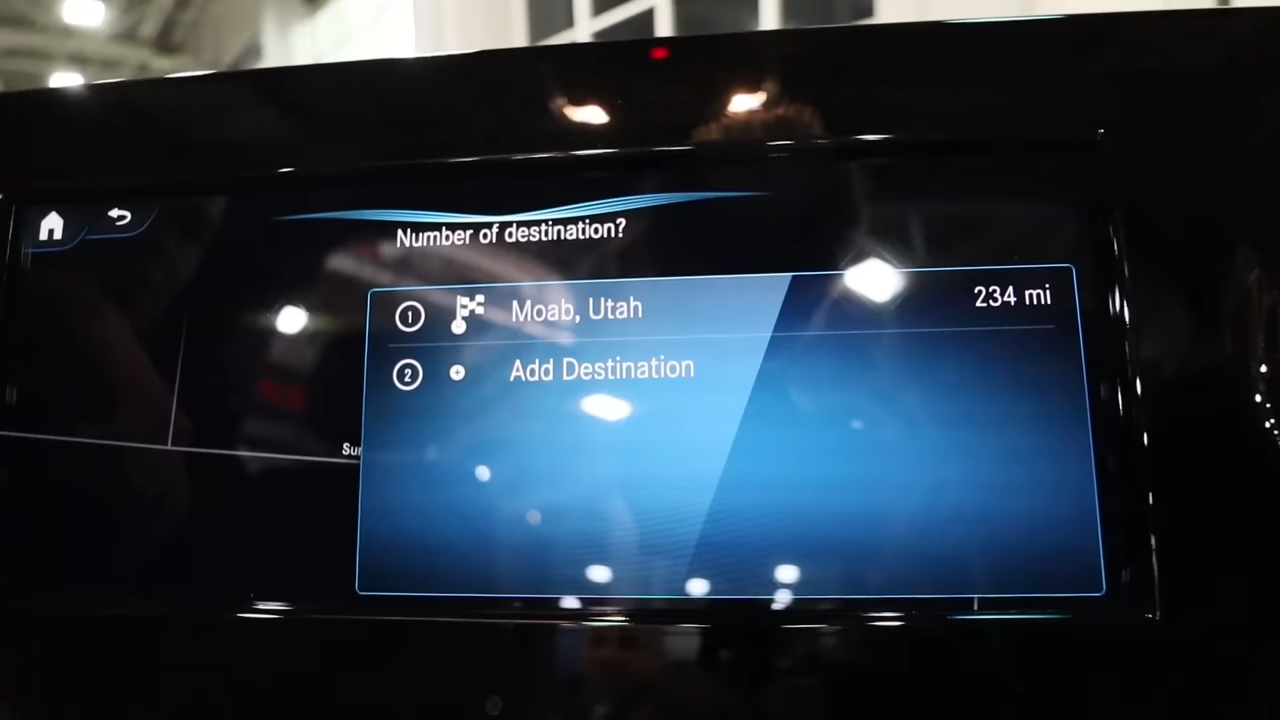 Number of destination?
1 Moab, Utah 234 mi
2 Add Destination